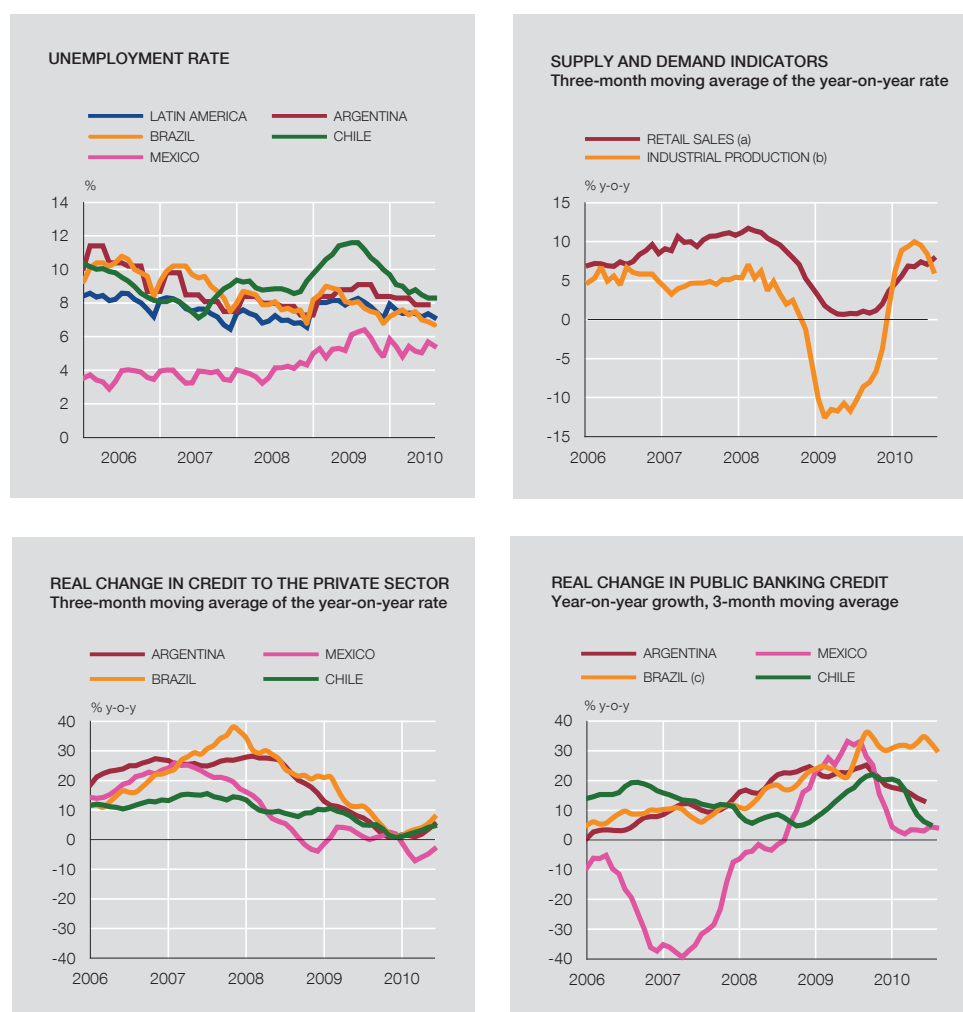 UNEMPLOYMENT RATE
LATIN AMERICA
ARGENTINA
BRAZIL
CHILE
MEXICO
%
14
12
10
8
6
4
2
0
2006 2007 2008 2009 2010
SUPPLY AND DEMAND INDICATORS
Three-month moving average of the year-on-year rate
RETAIL SALES (a)
INDUSTRIAL PRODUCTION (b)
% y-o-y
15
10
5
0
-5
-10
-15
2006 2007 2008 2009 2010
REAL CHANGE IN CREDIT TO THE PRIVATE SECTOR
Three-month moving average of the year-on-year rate
ARGENTINA
MEXICO
BRAZIL
CHILE
% y-o-y
40
30
20
10
0
-10
-20
-30
-40
2006 2007 2008 2009 2010
REAL CHANGE IN PUBLIC BANKING CREDIT
Year-on-year growth, 3-month moving average
ARGENTINA
MEXICO
BRAZIL (c)
CHILE
% y-o-y
40
30
20
10
0
-10
-20
-30
-40
2006 2007 2008 2009 2010